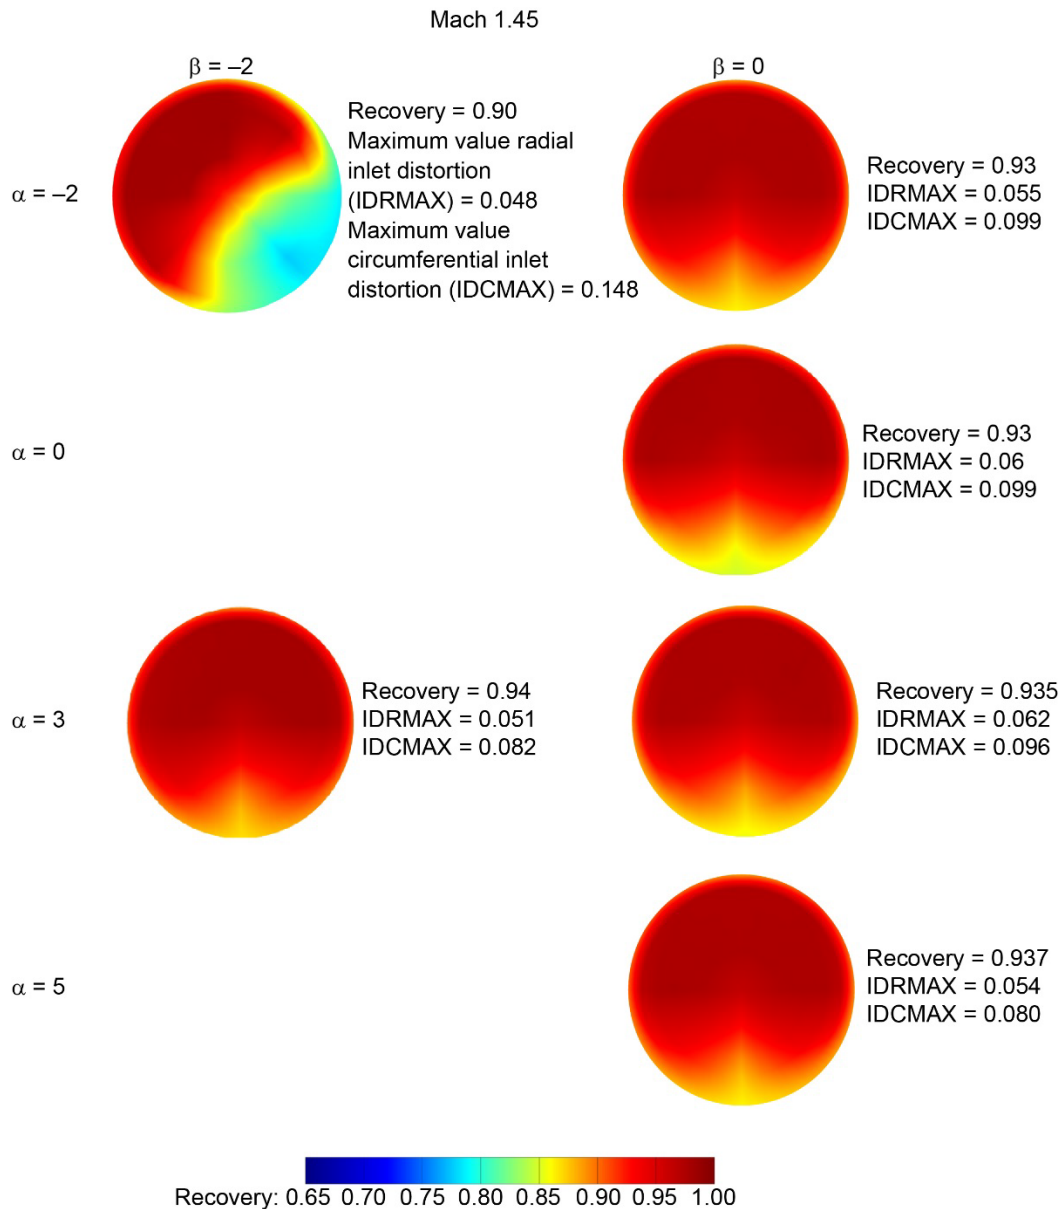 Mach 1.45
β = –2
β = 0
α = –2
Recovery = 0.90
Maximum value radial
inlet distortion
(IDRMAX) = 0.048
Maximum value
circumferential inlet
distortion (IDCMAX) = 0.148
Recovery = 0.93
IDRMAX = 0.055
IDCMAX = 0.099
α = 0
Recovery = 0.93
IDRMAX = 0.06
IDCMAX = 0.099
α = 3
Recovery = 0.94
IDRMAX = 0.051
IDCMAX = 0.082
Recovery = 0.935
IDRMAX = 0.062
IDCMAX = 0.096
α = 5
Recovery = 0.937
IDRMAX = 0.054
IDCMAX = 0.080
Recovery: 0.65 0.70 0.75 0.80 0.85 0.90 0.95 1.00